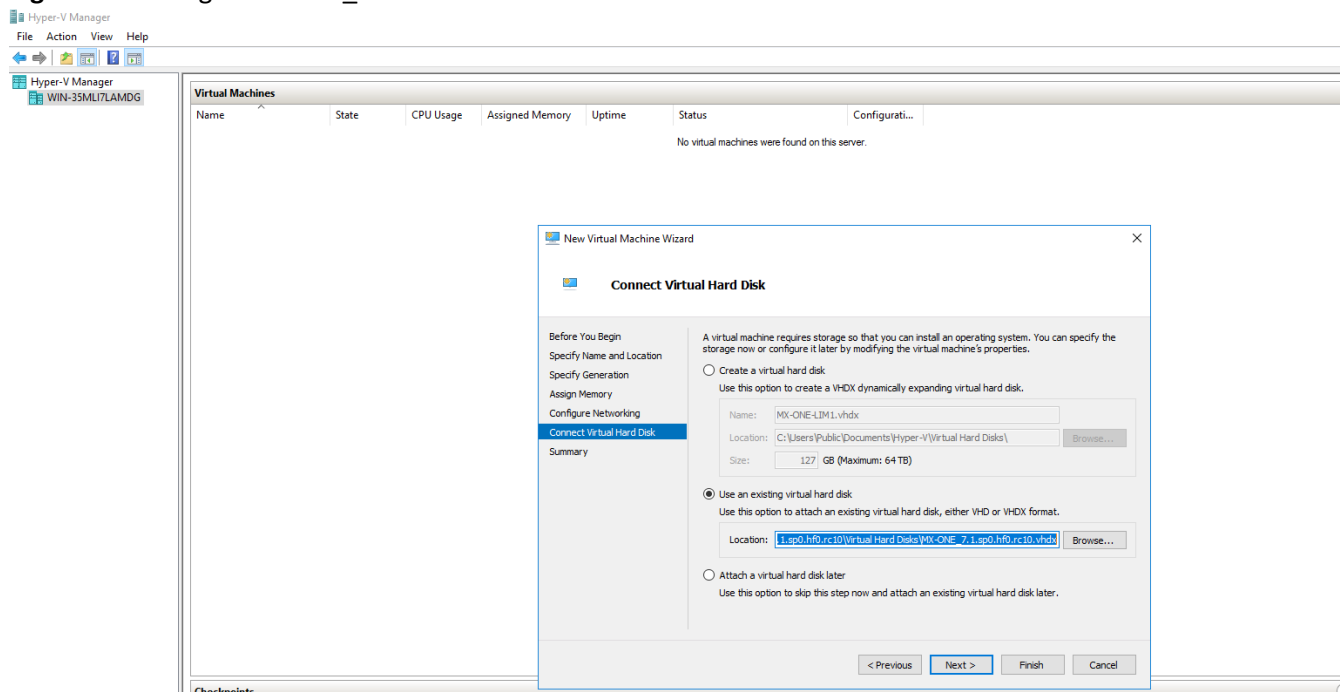 Hyper-V Manager
File Action View Help
Hyper-V Manager
WIN-35MLI7LAMDG
Virtual Machines
Name State CPU Usage Assigned Memory Uptime Status Configurati...
No virtual machines were found on this server.
New Virtual Machine Wizard
Connect Virtual Hard Disk
Before You Begin
Specify Name and Location
Specify Generation
Assign Memory
Configure Networking
Connect Virtual Hard Disk
Summary
A virtual machine requires storage so that you can install an operating system. You can specify the
storage now or configure it later by modifying the virtual machine's properties.
Create a virtual hard disk
Use this option to create a VHDX dynamically expanding virtual hard disk.
Name: MX-ONE-LIM1.vhdx
Location: C:\Users\Public\Documents\Hyper-V\Virtual Hard Disks\ Browse...
Size: 127 GB (Maximum: 64 TB)
Use an existing virtual hard disk
Use this option to attach an existing virtual hard disk, either VHD or VHDX format.
Location: 1.sp0.hf0.rc10\Virtual Hard Disks\MX-ONE_7.1.sp0.hf0.rc10.vhdx Browse...
Attach a virtual hard disk later
Use this option to skip this step now and attach an existing virtual hard disk later.
< Previous Next > Finish Cancel
Checkpoints